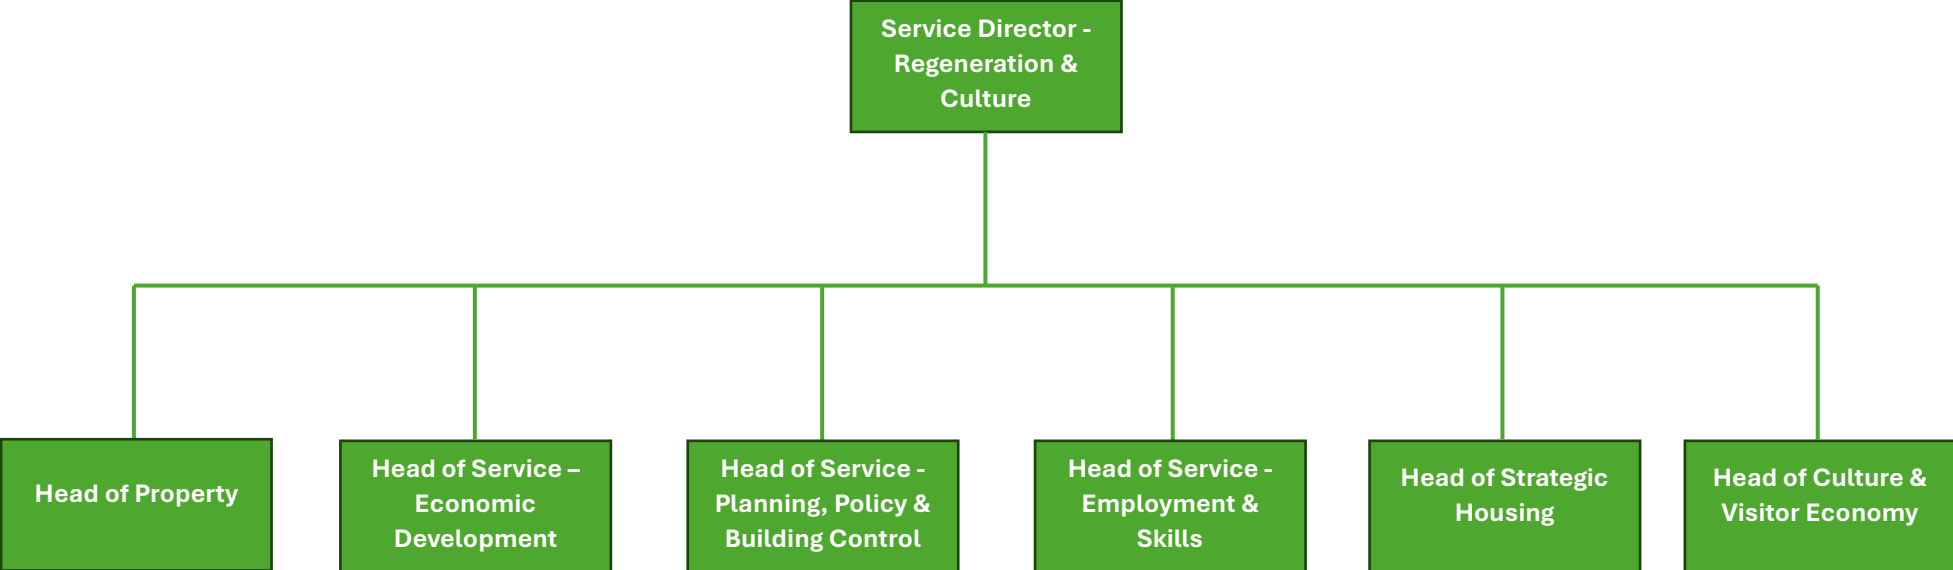 Service Director -
Regeneration &
Culture
Head of Property
Head of Service –
Economic
Development
Head of Service -
Planning, Policy &
Building Control
Head of Service -
Employment &
Skills
Head of Strategic
Housing
Head of Culture &
Visitor Economy